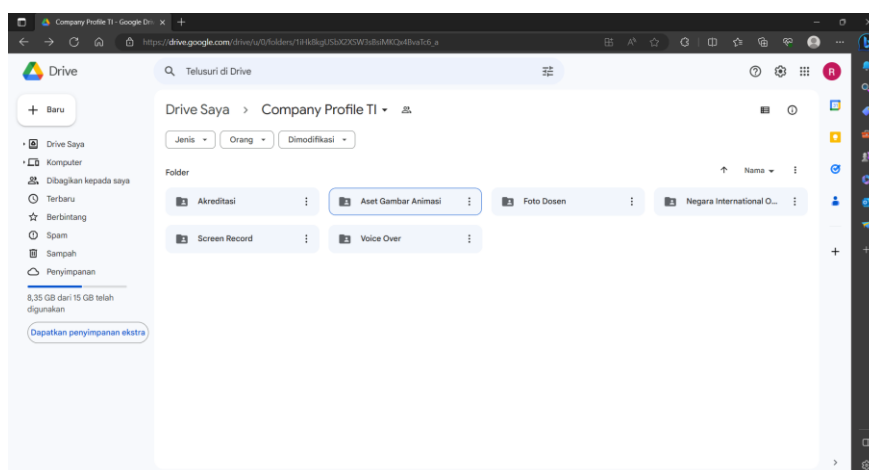 Company Profile TI - Google Dri
https://drive.google.com/drive/u/0/folders/
Drive
Telusuri di Drive
R
Baru
Drive Saya > Company Profile TI
Jenis Orang Dimodifikasi
Drive Saya
Komputer
Dibagikan kepada saya
Terbaru
Berbintang
Spam
Sampah
Penyimpanan
8,35 GB dari 15 GB telah
digunakan
Dapatkan penyimpanan ekstra
Folder
Nama
Akreditasi
Aset Gambar Animasi
Foto Dosen
Negara International O...
Screen Record
Voice Over